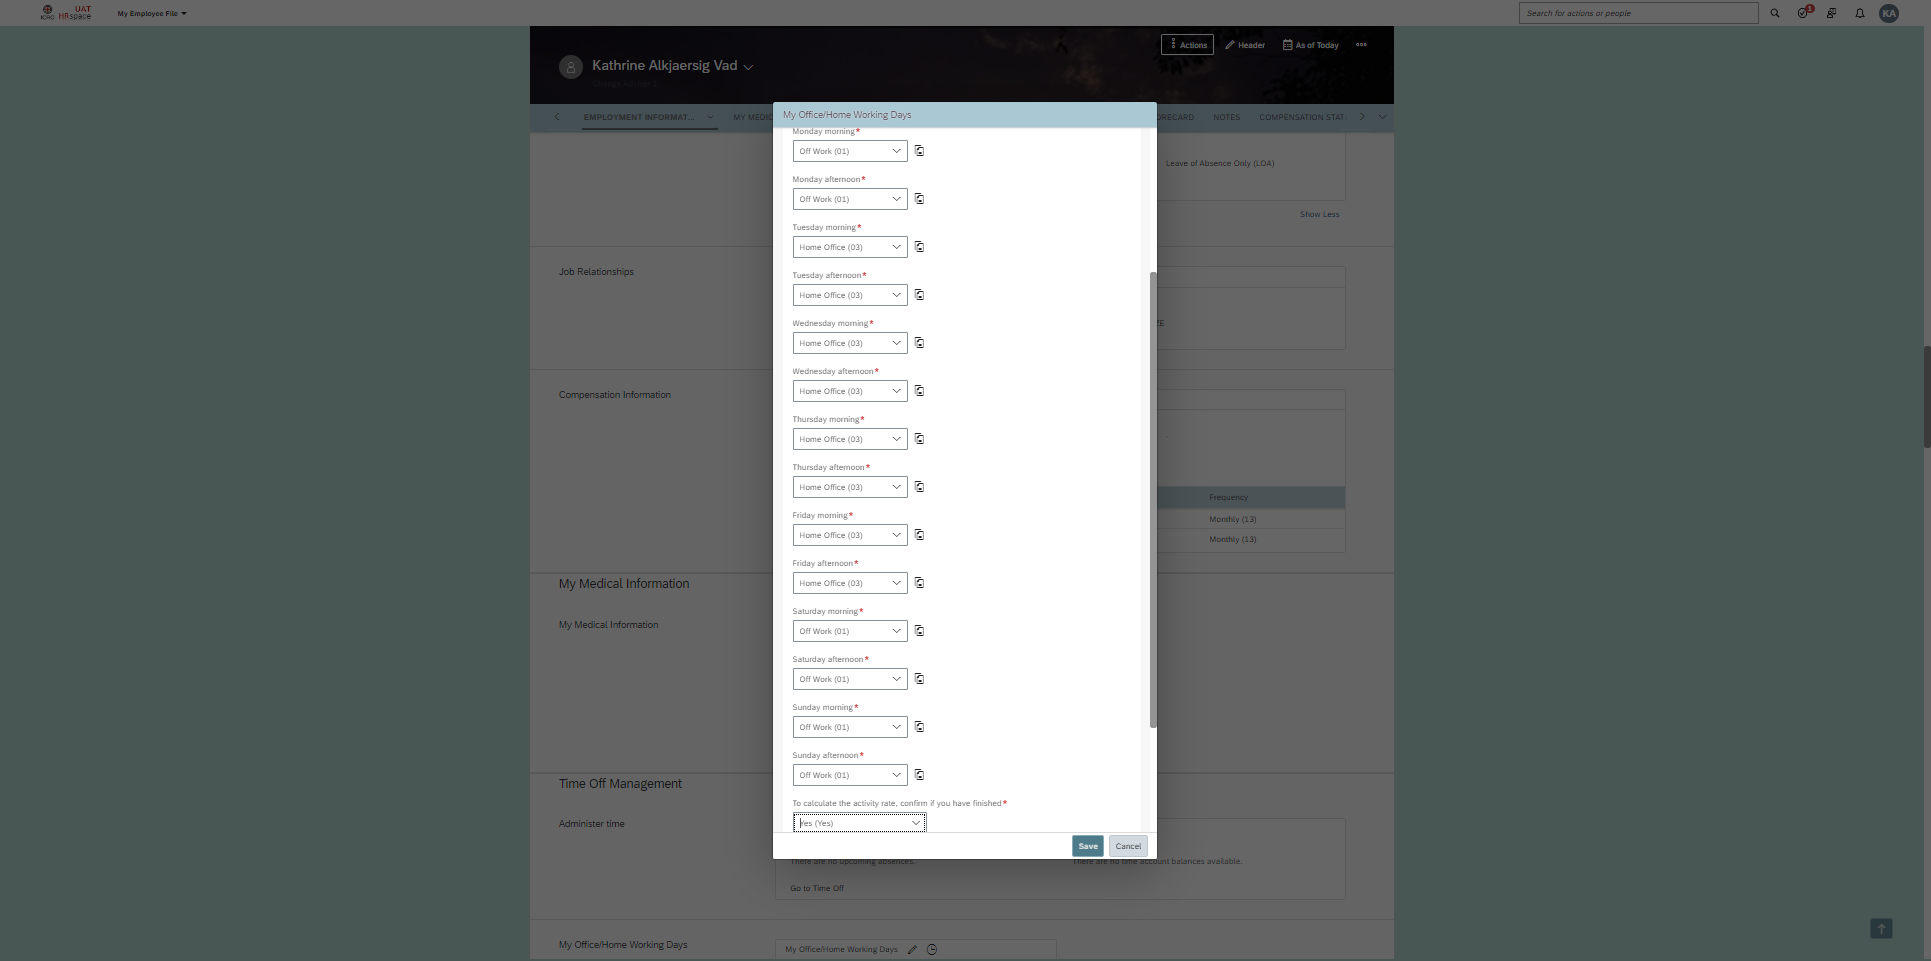 UAT
ICRC HRspace
My Employee File
Search for actions or people
1
KA
Actions
Header
As of Today
Kathrine Alkjaersig Vad
EMPLOYMENT INFORMAT...
MY MEDIC
ORECARD
NOTES
COMPENSATION STAT
My Office/Home Working Days
Monday morning*
Off Work (01)
Leave of Absence Only (LOA)
Monday afternoon*
Off Work (01)
Show Less
Tuesday morning*
Home Office (03)
Job Relationships
Tuesday afternoon*
Home Office (03)
Wednesday morning*
ZE
Home Office (03)
Wednesday afternoon*
Home Office (03)
Compensation Information
Thursday morning*
Home Office (03)
Thursday afternoon*
Home Office (03)
Frequency
Friday morning*
Monthly (13)
Home Office (03)
Monthly (13)
Friday afternoon*
Home Office (03)
My Medical Information
Saturday morning*
My Medical Information
Off Work (01)
Saturday afternoon*
Off Work (01)
Sunday morning*
Off Work (01)
Sunday afternoon*
Off Work (01)
Time Off Management
To calculate the activity rate, confirm if you have finished*
Administer time
Yes (Yes)
Save
Cancel
There are no upcoming absences.
There are no time account balances available.
Go to Time Off
My Office/Home Working Days
My Office/Home Working Days